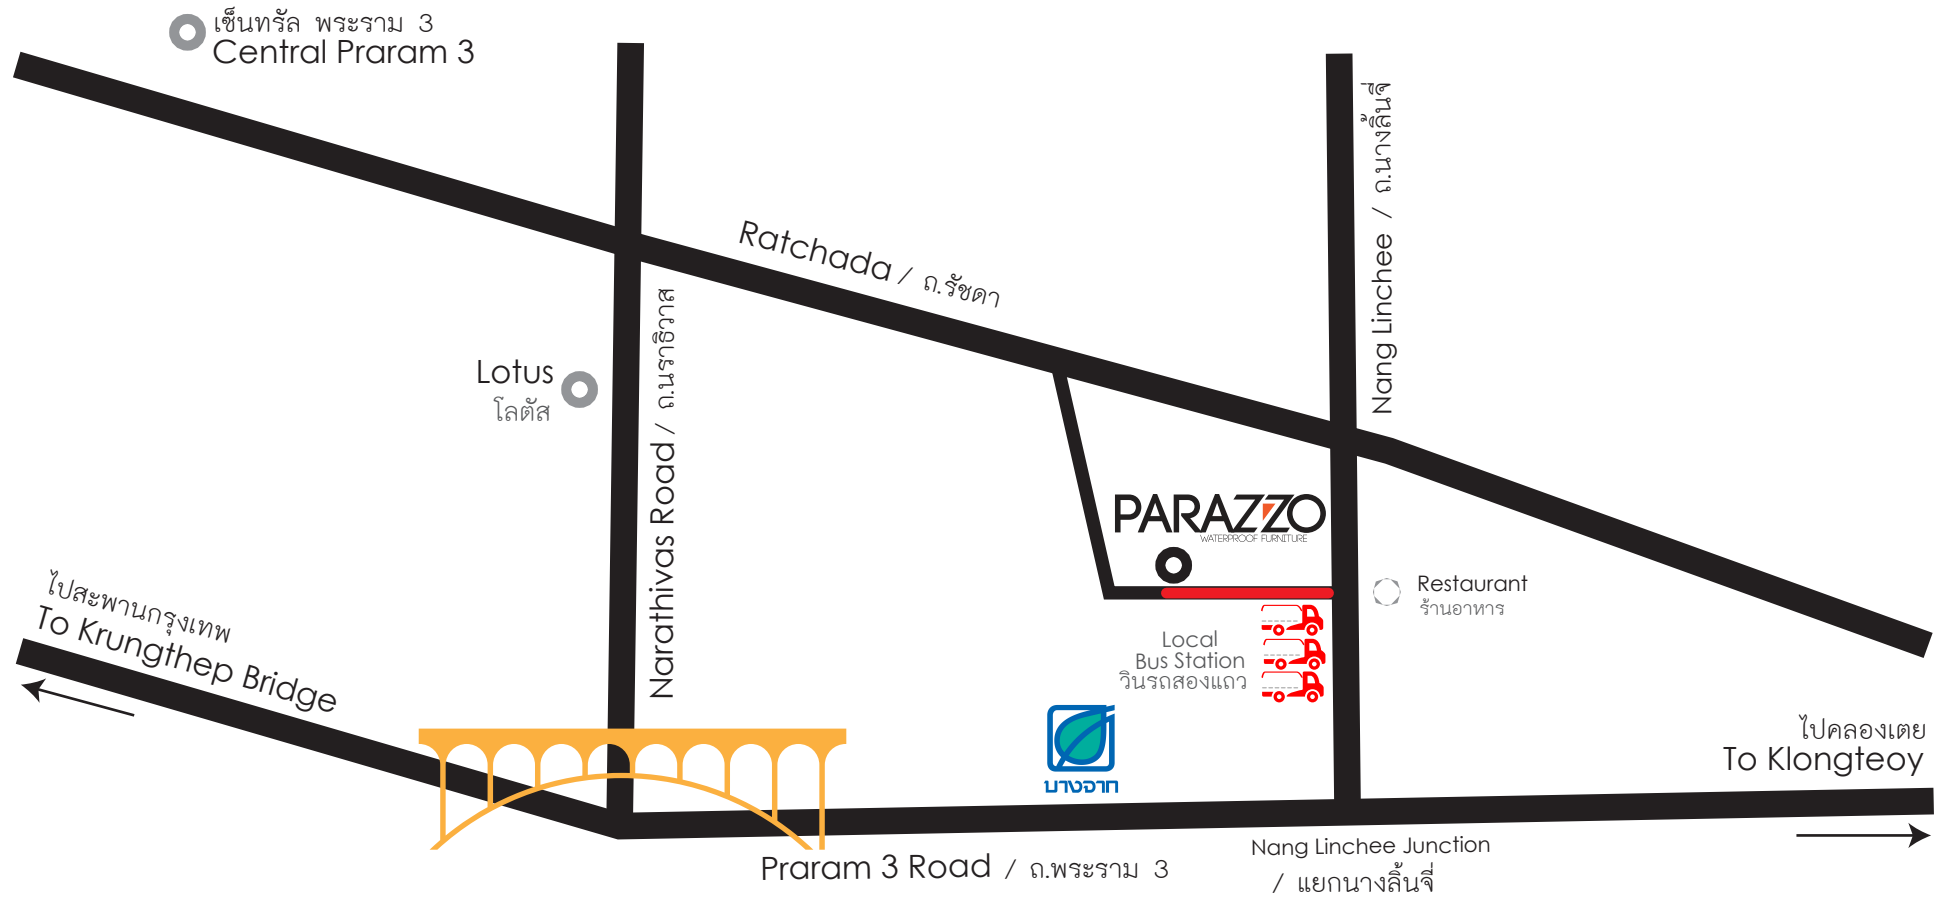 เซ็นทรัล พระราม 3
Central Praram 3
Ratchada / ถ.รัชดา
Nang Linchee / ถ.นางลิ้นจี่
Lotus
โลตัส
Narathivas Road / ถ.นราธิวาส
PARAZZO
WATERPROOF FURNITURE
Restaurant
ร้านอาหาร
Local
Bus Station
วินรถสองแถว
ไปสะพานกรุงเทพ
To Krungthep Bridge
บางจาก
ไปคลองเตย
To Klongteoy
Praram 3 Road / ถ.พระราม 3
Nang Linchee Junction
/ แยกนางลิ้นจี่